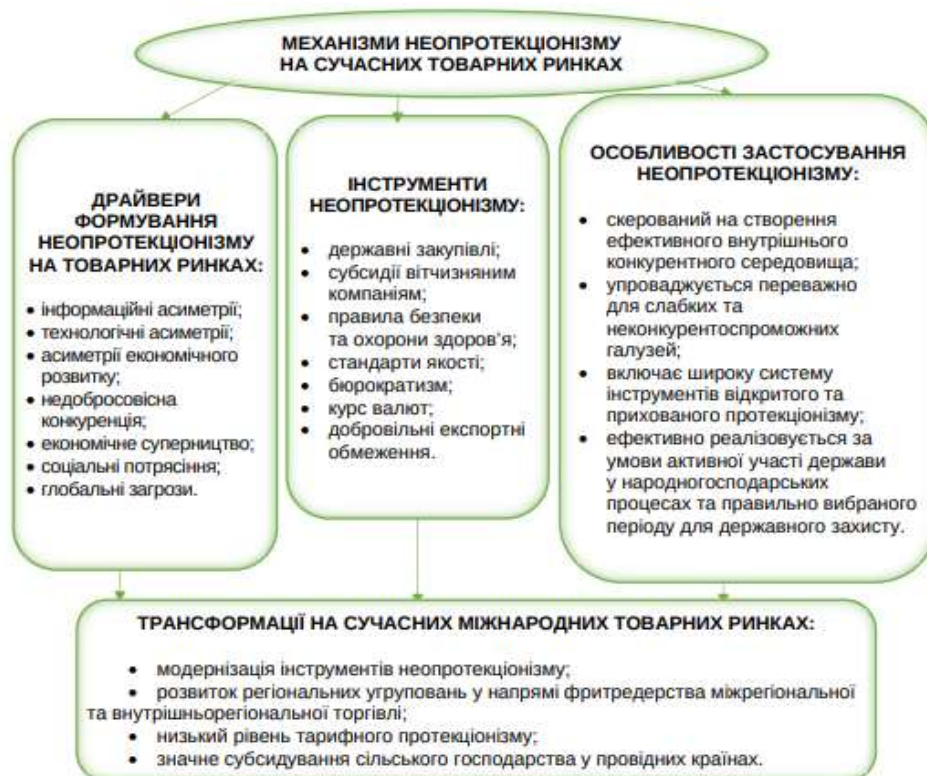 МЕХАНІЗМИ НЕОПРОТЕКЦІОНІЗМУ
НА СУЧАСНИХ ТОВАРНИХ РИНКАХ
ДРАЙВЕРИ
ФОРМУВАННЯ
НЕОПРОТЕКЦІОНІЗМУ
НА ТОВАРНИХ РИНКАХ:
• інформаційні асиметрії;
• технологічні асиметрії;
• асиметрії економічного
розвитку;
• недобросовісна
конкуренція;
• економічне суперництво;
• соціальні потрясіння;
• глобальні загрози.
ІНСТРУМЕНТИ
НЕОПРОТЕКЦІОНІЗМУ:
• державні закупівлі;
• субсидії вітчизняним
компаніям;
• правила безпеки
та охорони здоров'я;
• стандарти якості;
• бюрократизм;
• курс валют;
• добровільні експортні
обмеження.
ОСОБЛИВОСТІ ЗАСТОСУВАННЯ
НЕОПРОТЕКЦІОНІЗМУ:
• скерований на створення
ефективного внутрішнього
конкурентного середовища;
• упроваджується переважно
для слабких та
неконкурентоспроможних
галузей;
• включає широку систему
інструментів відкритого та
прихованого протекціонізму;
• ефективно реалізовується за
умови активної участі держави
у народногосподарських
процесах та правильно вибраного
періоду для державного захисту.
ТРАНСФОРМАЦІЇ НА СУЧАСНИХ МІЖНАРОДНИХ ТОВАРНИХ РИНКАХ:
• модернізація інструментів неопротекціонізму;
• розвиток регіональних угруповань у напрямі фритредерства міжрегіональної
та внутрішньорегіональної торгівлі;
• низький рівень тарифного протекціонізму;
• значне субсидування сільського господарства у провідних країнах.